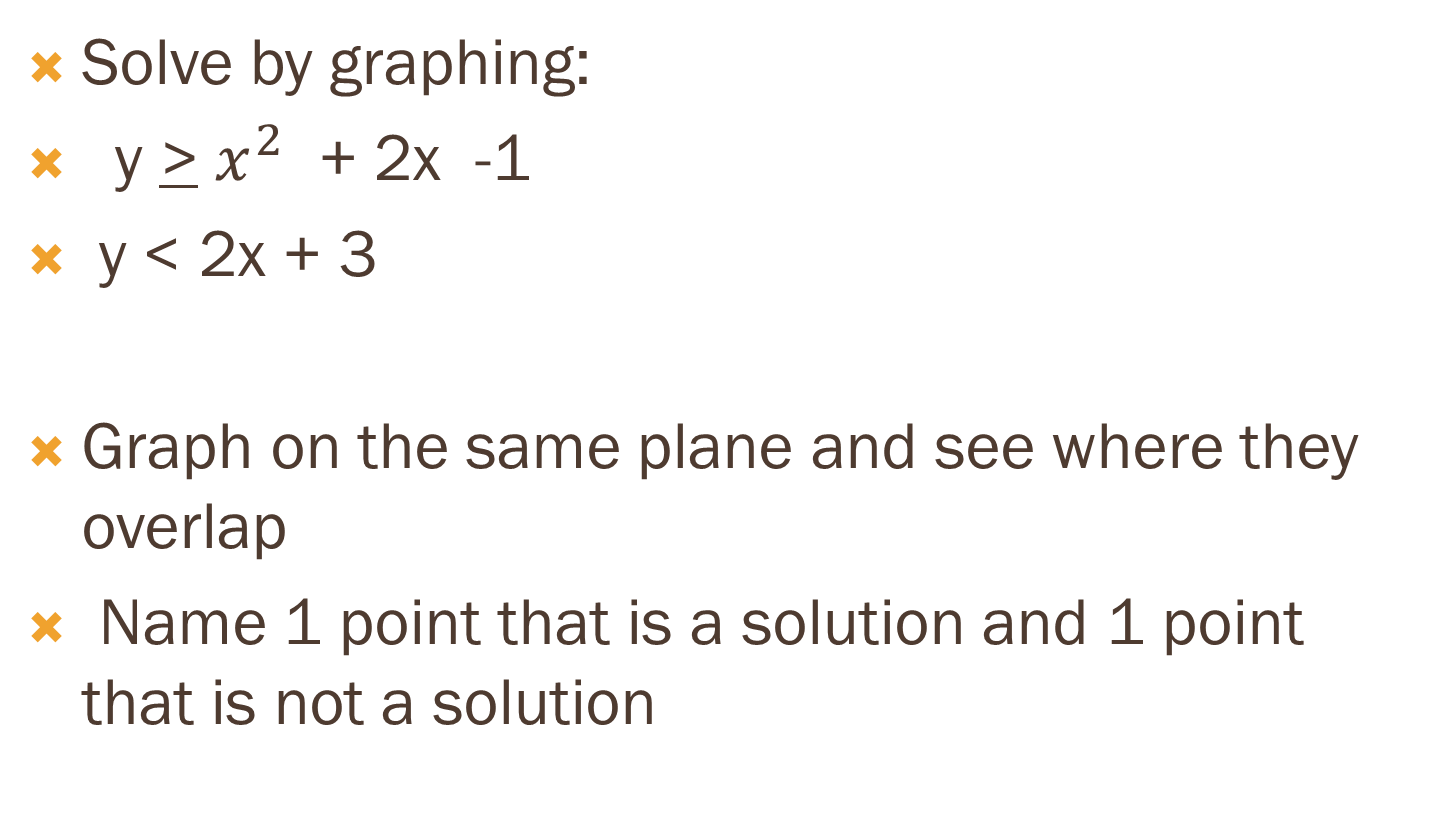 Solve by graphing:
y ≥ x² + 2x -1
y < 2x + 3
Graph on the same plane and see where they
overlap
Name 1 point that is a solution and 1 point
that is not a solution